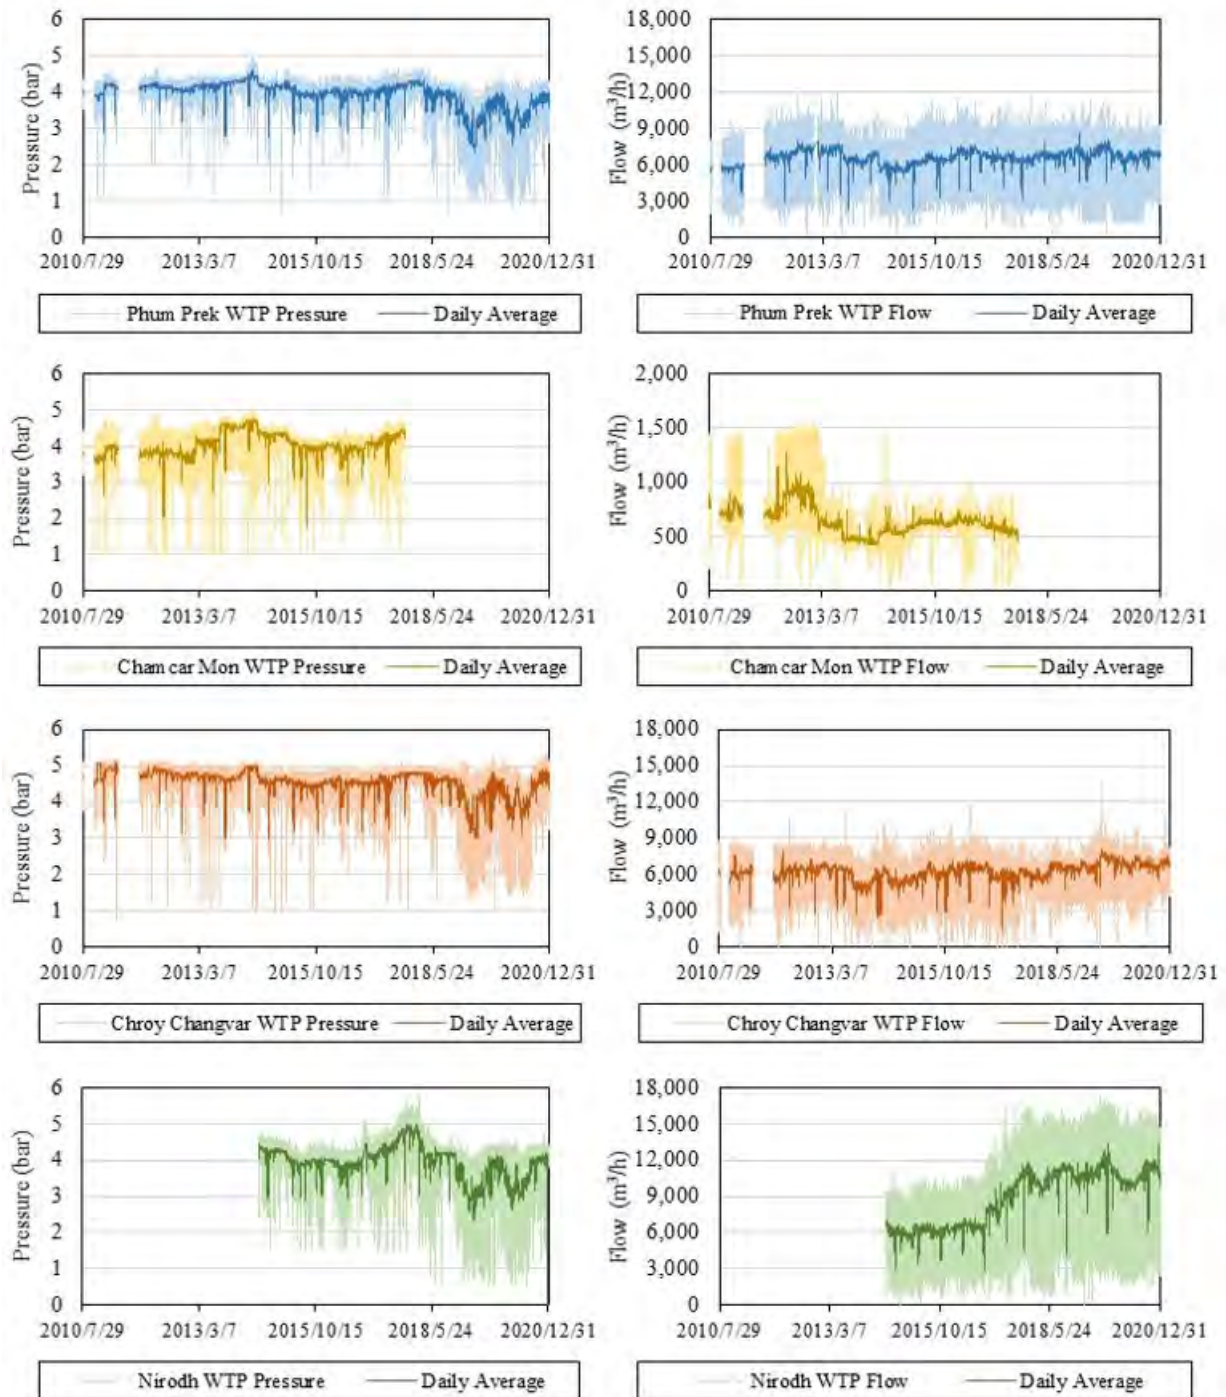 6
5
4
3
2
1
0
Pressure (bar)
2010/7/29 2013/3/7 2015/10/15 2018/5/24 2020/12/31
Phum Prek WTP Pressure Daily Average
18,000
15,000
12,000
9,000
6,000
3,000
0
Flow (m³/h)
2010/7/29 2013/3/7 2015/10/15 2018/5/24 2020/12/31
Phum Prek WTP Flow Daily Average
6
5
4
3
2
1
0
Pressure (bar)
2010/7/29 2013/3/7 2015/10/15 2018/5/24 2020/12/31
Chamcar Mon WTP Pressure Daily Average
2,000
1,500
1,000
500
0
Flow (m³/h)
2010/7/29 2013/3/7 2015/10/15 2018/5/24 2020/12/31
Chamcar Mon WTP Flow Daily Average
6
5
4
3
2
1
0
Pressure (bar)
2010/7/29 2013/3/7 2015/10/15 2018/5/24 2020/12/31
Chroy Changvar WTP Pressure Daily Average
18,000
15,000
12,000
9,000
6,000
3,000
0
Flow (m³/h)
2010/7/29 2013/3/7 2015/10/15 2018/5/24 2020/12/31
Chroy Changvar WTP Flow Daily Average
6
5
4
3
2
1
0
Pressure (bar)
2010/7/29 2013/3/7 2015/10/15 2018/5/24 2020/12/31
Nirodh WTP Pressure Daily Average
18,000
15,000
12,000
9,000
6,000
3,000
0
Flow (m³/h)
2010/7/29 2013/3/7 2015/10/15 2018/5/24 2020/12/31
Nirodh WTP Flow Daily Average